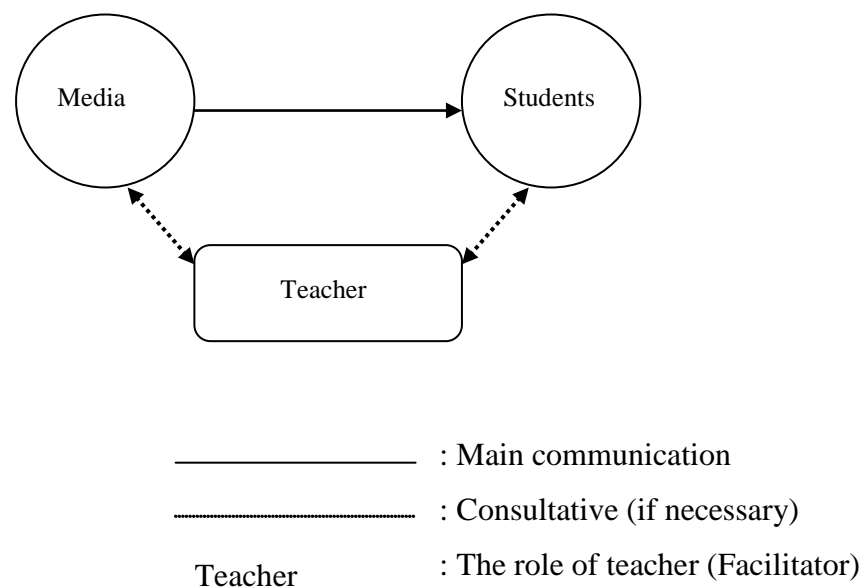 Media
Students
Teacher
: Main communication
: Consultative (if necessary)
Teacher : The role of teacher (Facilitator)